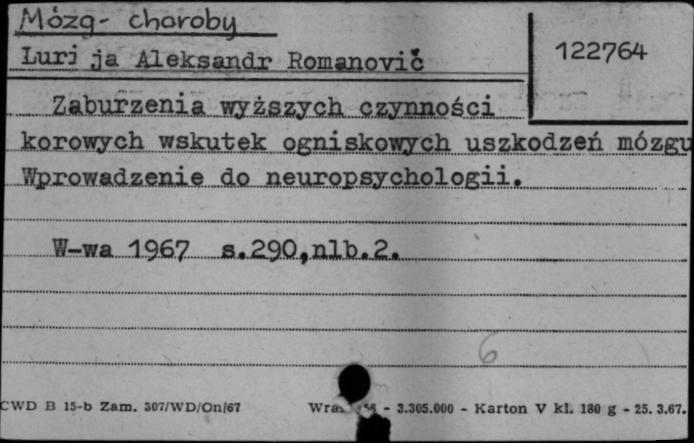 Mózg - choroby
122764
Luri ja Aleksandr Romanovič
Zaburzenia wyższych czynności
korowych wskutek ogniskowych uszkodzeń mózgu
Wprowadzenie do neuropsychologii.
W-wa 1967 s.290,nlb.2.
6
CWD B 15-b Zam. 307/WD/On/67 - 3.305.000 - Karton V kl. 180 g - 25. 3.67.